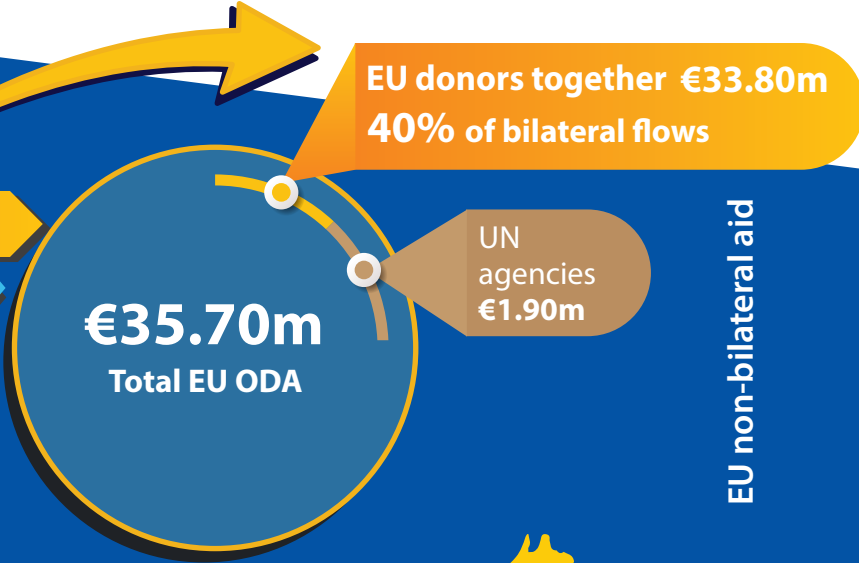 EU donors together €33.80m
40% of bilateral flows
UN
agencies
€1.90m
€35.70m
Total EU ODA
EU non-bilateral aid